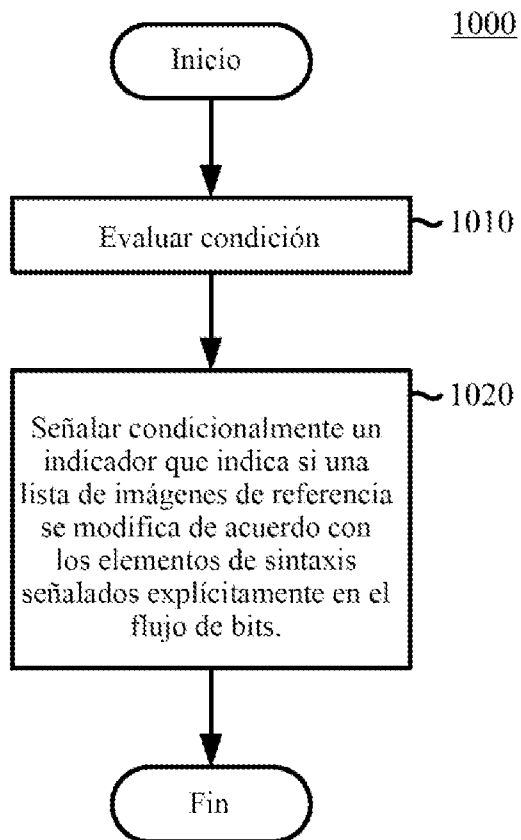 1000
Inicio
Evaluar condición
1010
1020
Señalar condicionalmente un
indicador que indica si una
lista de imágenes de referencia
se modifica de acuerdo con
los elementos de sintaxis
señalados explícitamente en el
flujo de bits.
Fin